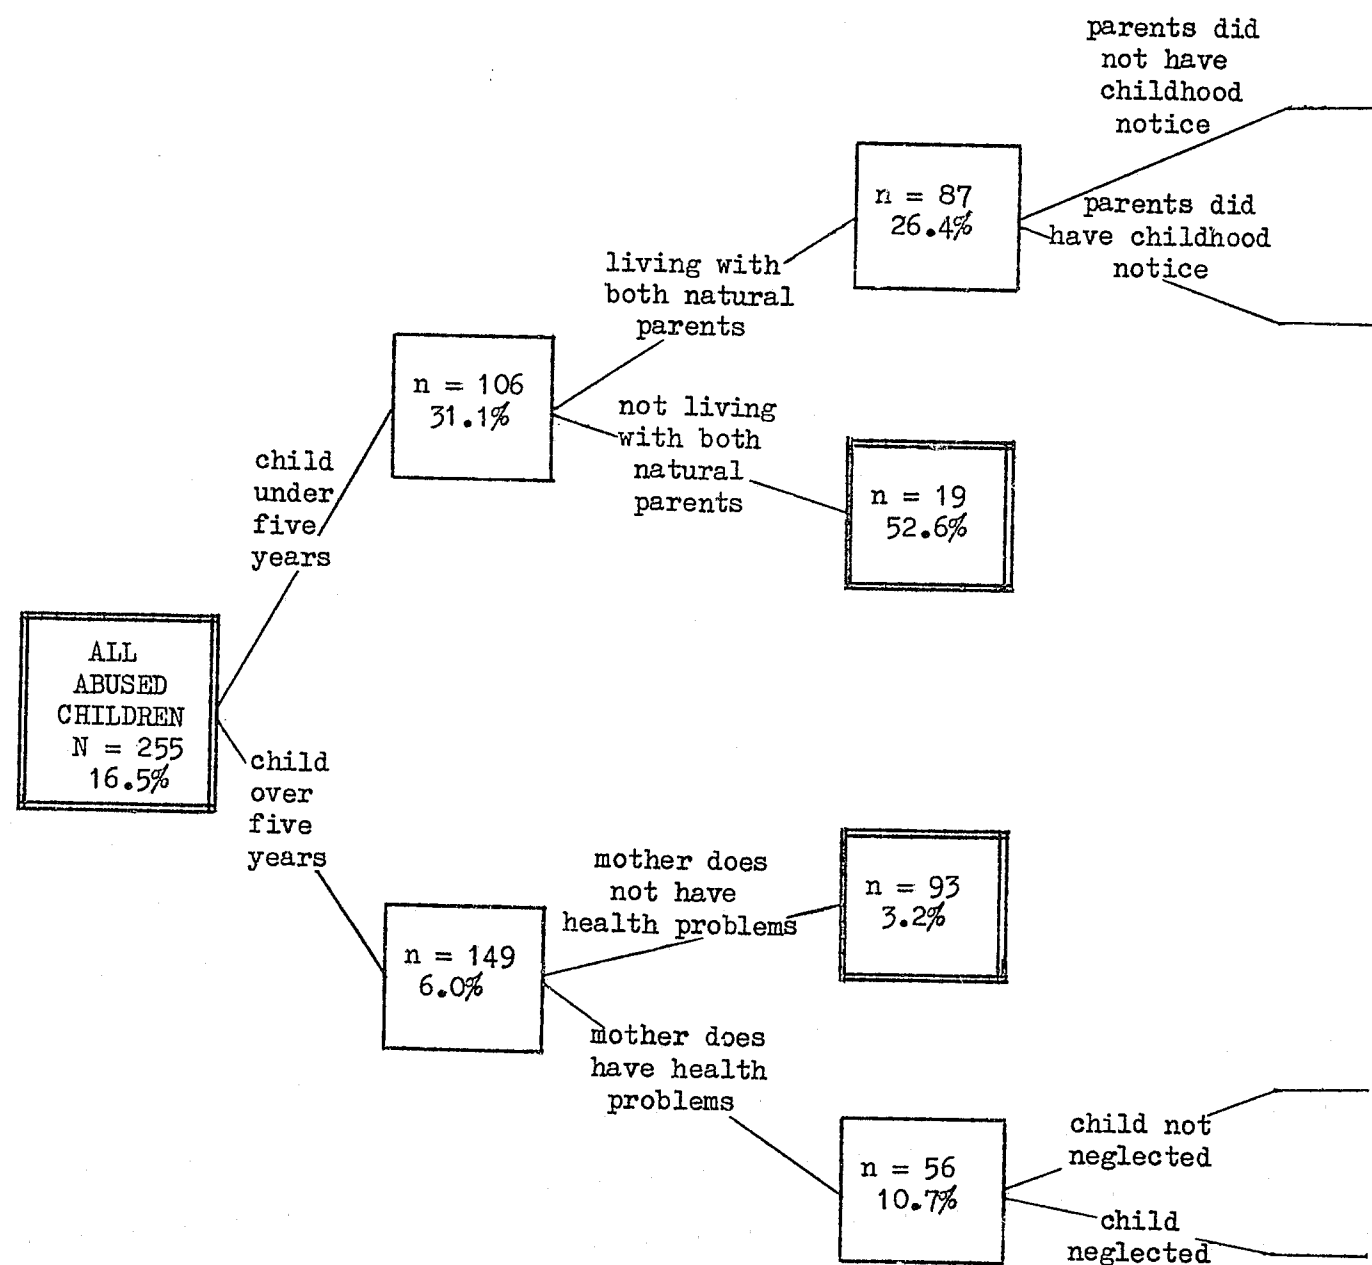 parents did
not have
childhood
notice
n = 87
26.4%
parents did
have childhood
notice
living with
both natural
parents
n = 106
31.1%
not living
with both
natural
parents
child
under
five
years
n = 19
52.6%
ALL
ABUSED
CHILDREN
N = 255
16.5%
child
over
five
years
mother does
not have
health problems
n = 93
3.2%
n = 149
6.0%
mother does
have health
problems
child not
neglected
n = 56
10.7%
child
neglected